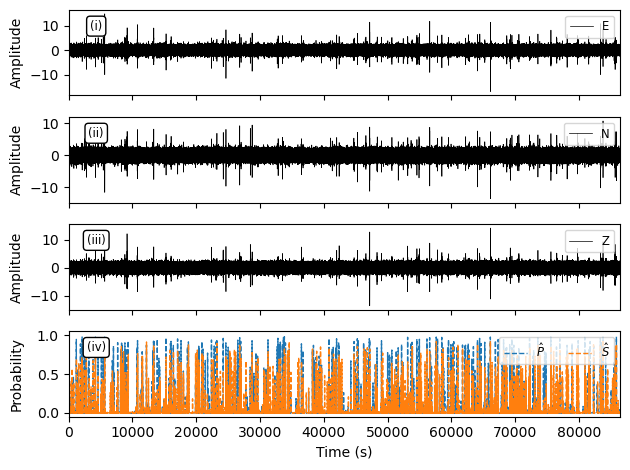 (i)
E
10
0
−10
Amplitude
(ii)
N
10
0
−10
Amplitude
(iii)
Z
10
0
−10
Amplitude
(iv)
P̂
Ŝ
1.0
0.5
0.0
Probability
0 10000 20000 30000 40000 50000 60000 70000 80000
Time (s)